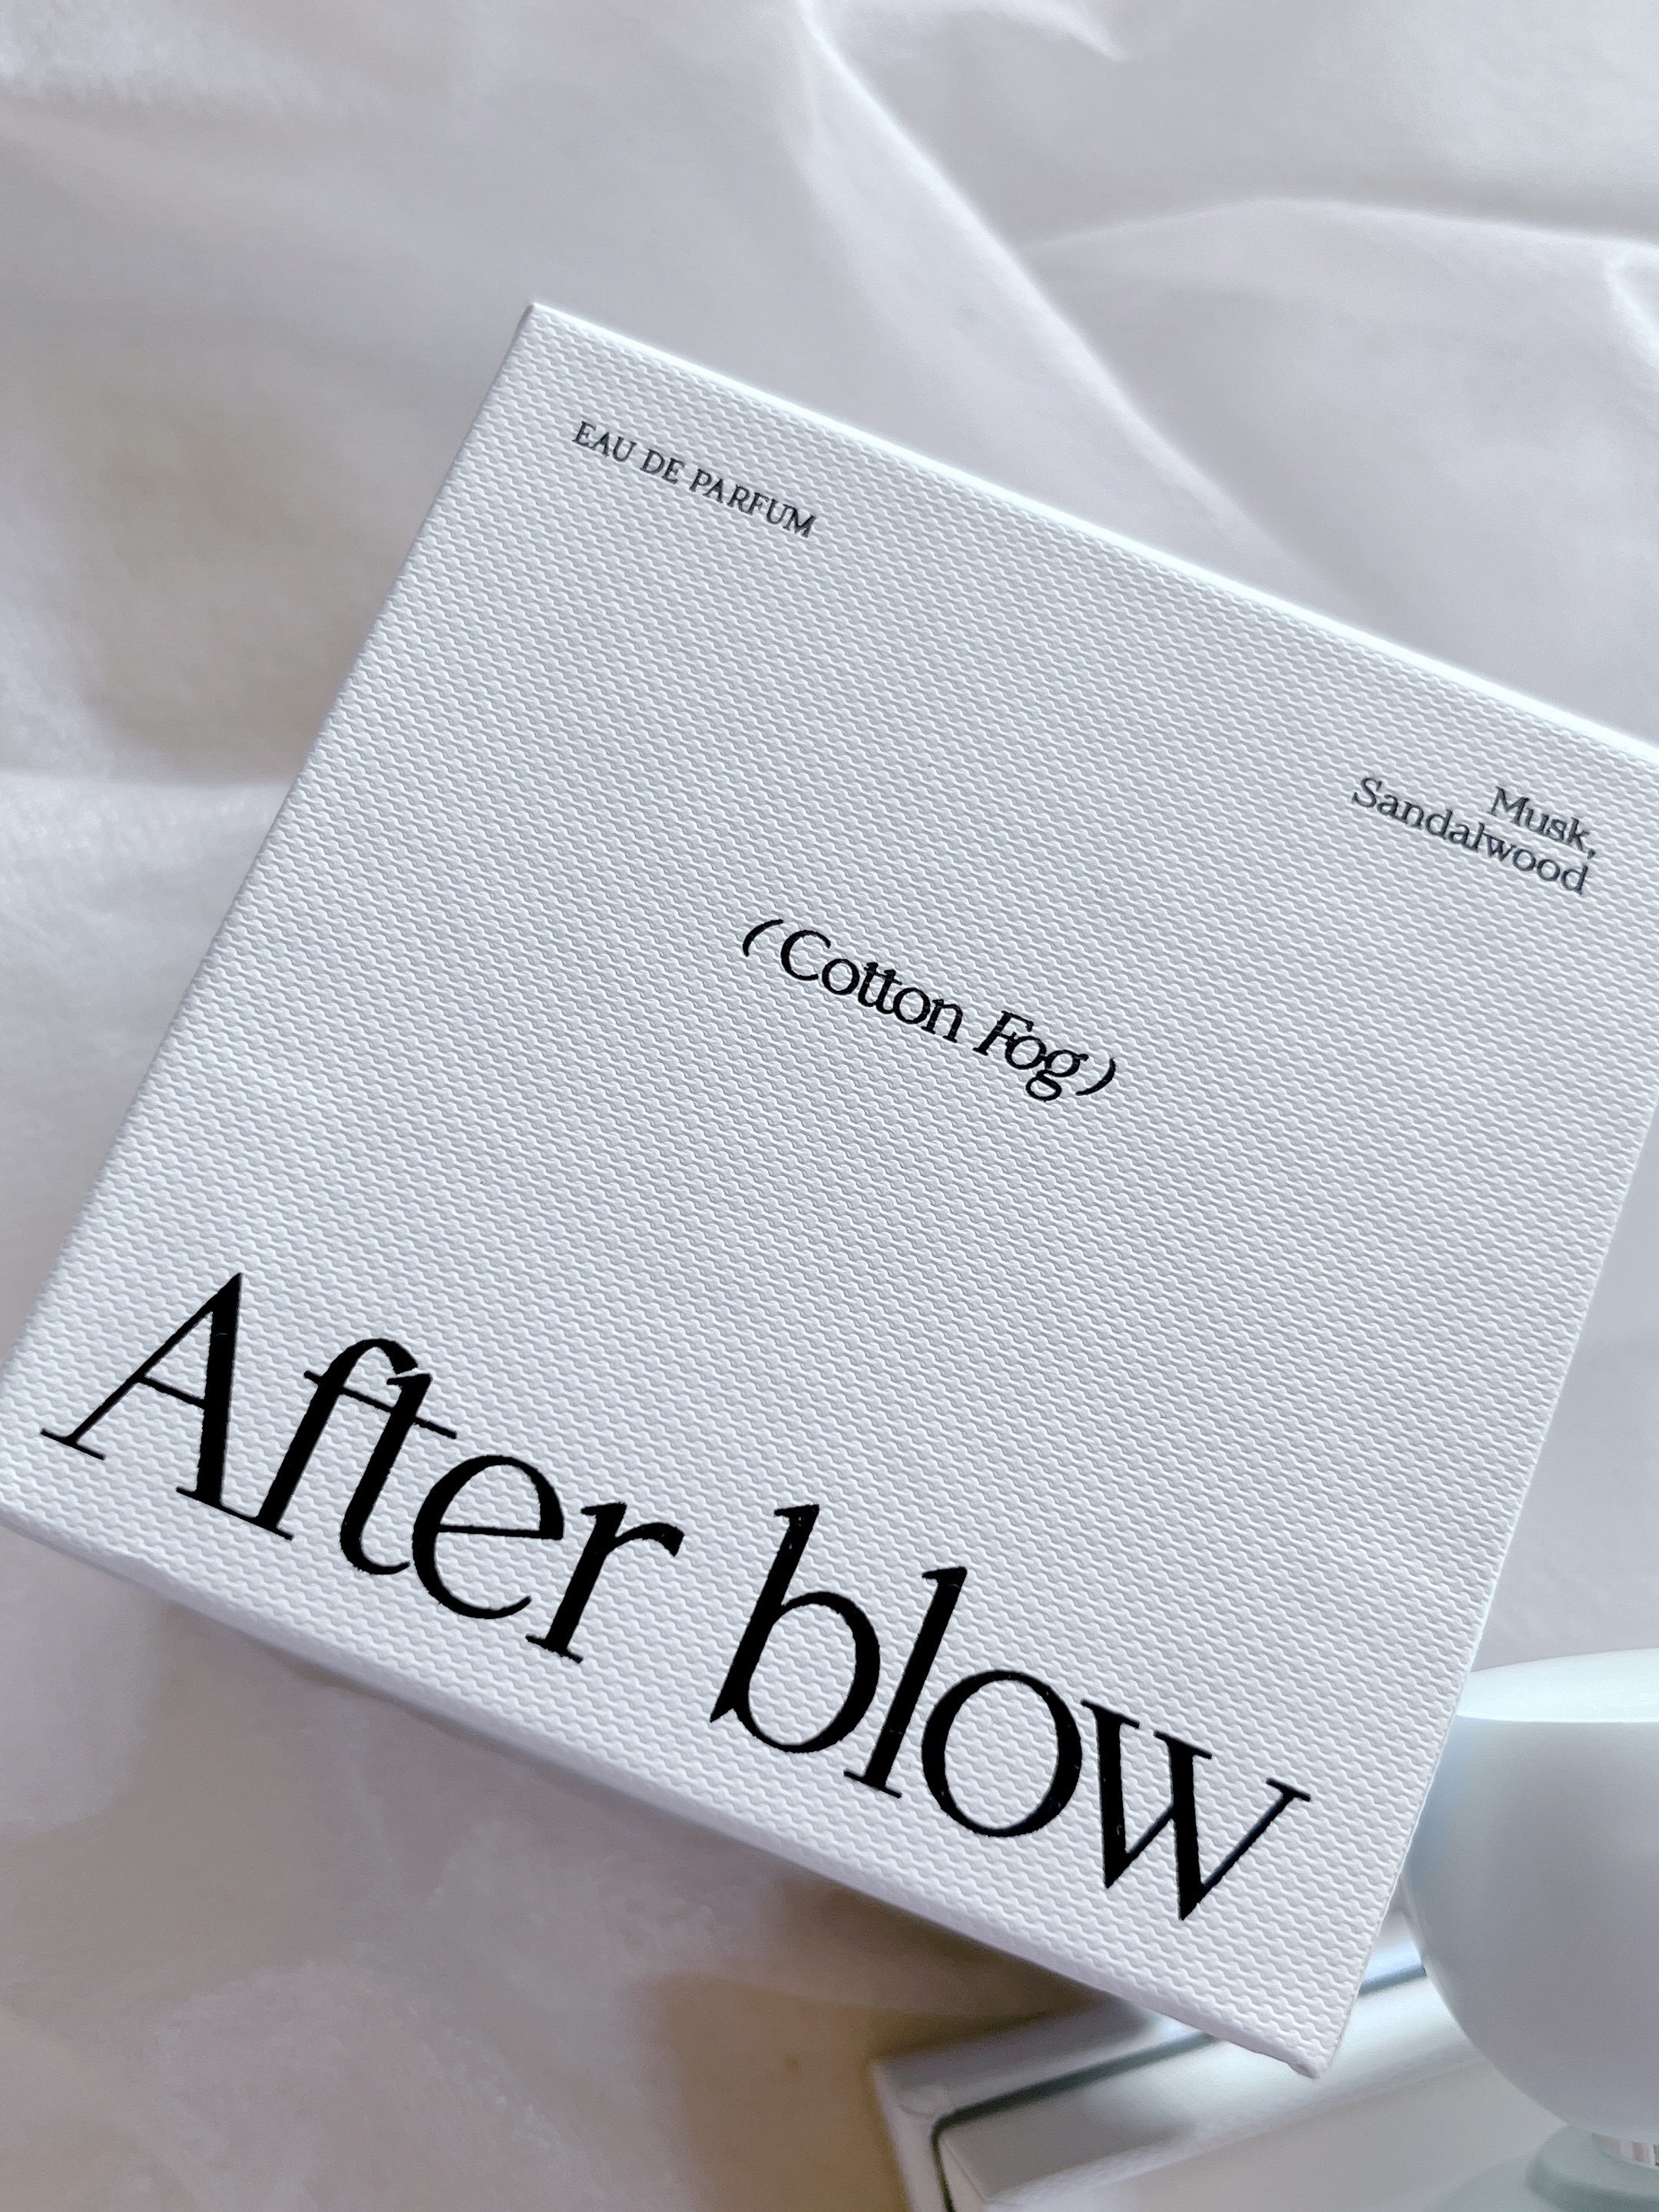 EAU DE PARFUM
Musk,
Sandalwood
(Cotton Fog)
After blow